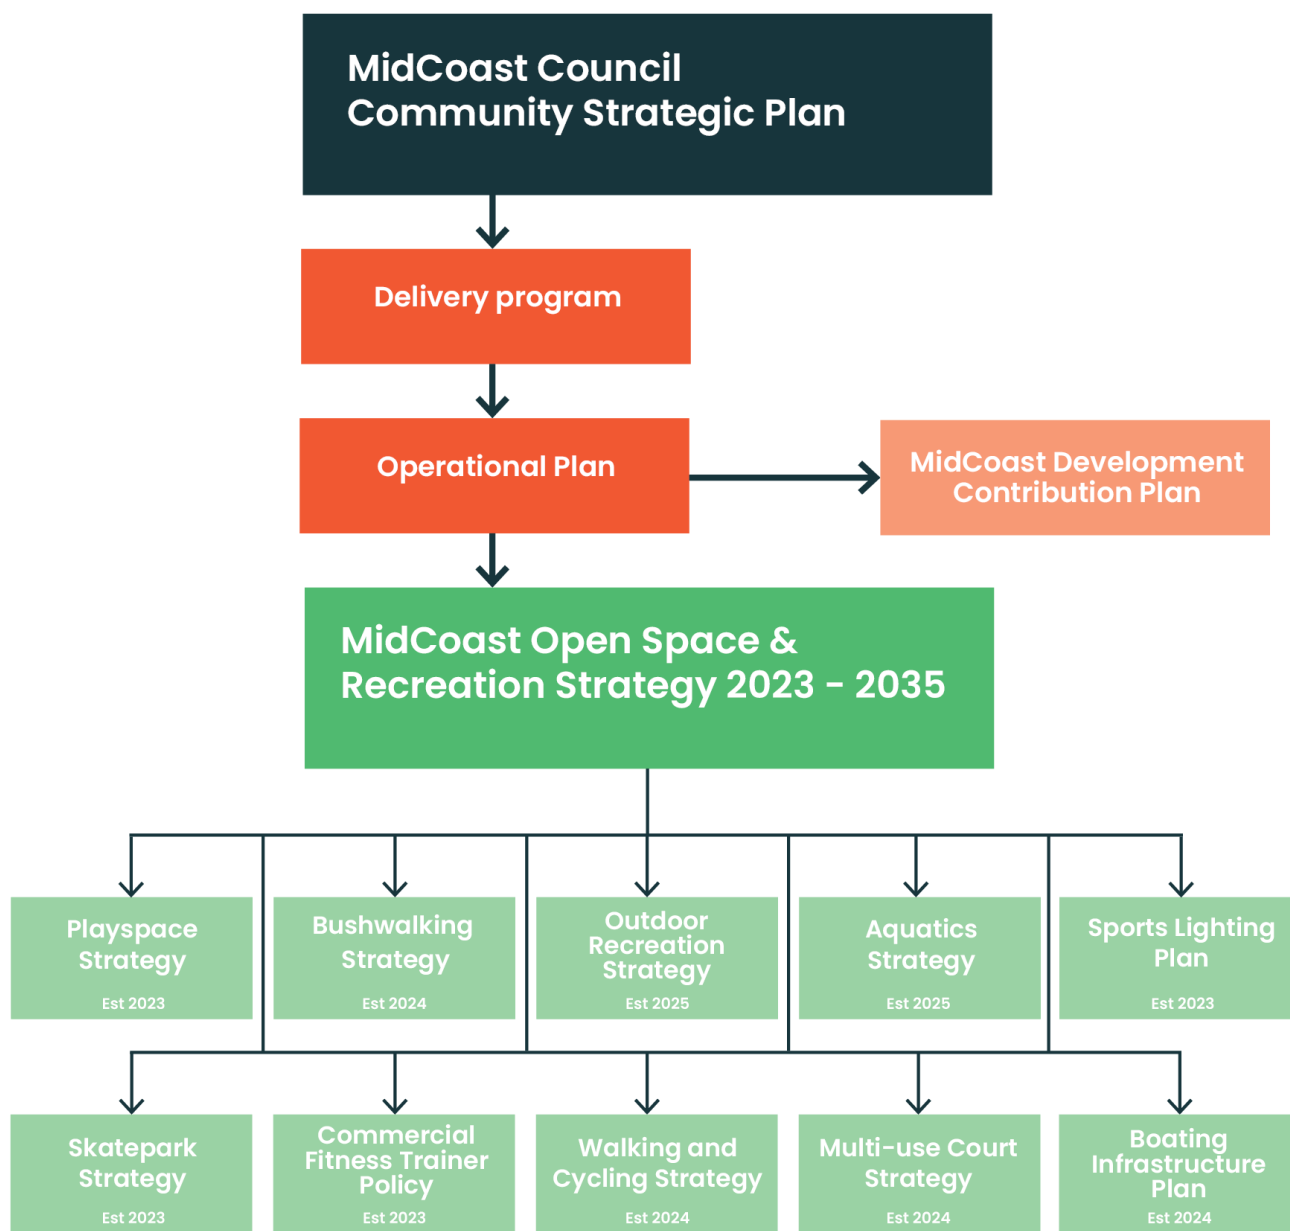 MidCoast Council
Community Strategic Plan
Delivery program
Operational Plan
MidCoast Development
Contribution Plan
MidCoast Open Space &
Recreation Strategy 2023 - 2035
Playspace
Strategy
Est 2023
Bushwalking
Strategy
Est 2024
Outdoor
Recreation
Strategy
Est 2025
Aquatics
Strategy
Est 2025
Sports Lighting
Plan
Est 2023
Skatepark
Strategy
Est 2023
Commercial
Fitness Trainer
Policy
Est 2023
Walking and
Cycling Strategy
Est 2024
Multi-use Court
Strategy
Est 2024
Boating
Infrastructure
Plan
Est 2024